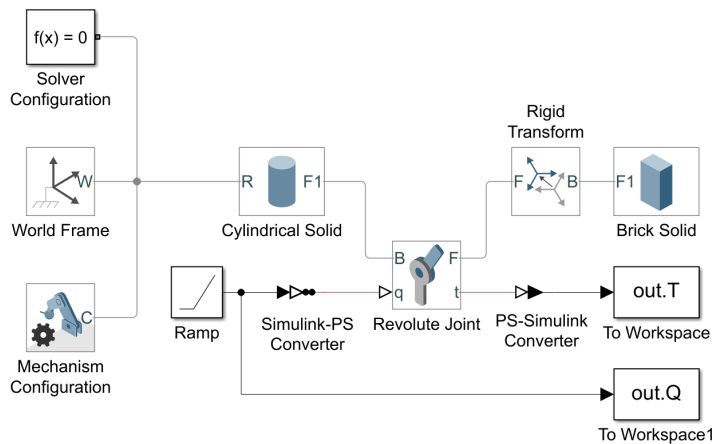 f(x) = 0
Solver
Configuration
W
World Frame
C
Mechanism
Configuration
R
F1
Cylindrical Solid
Rigid
Transform
F
B
F1
Brick Solid
B
F
q
t
Revolute Joint
Ramp
Simulink-PS
Converter
PS-Simulink
Converter
out.T
To Workspace
out.Q
To Workspace1